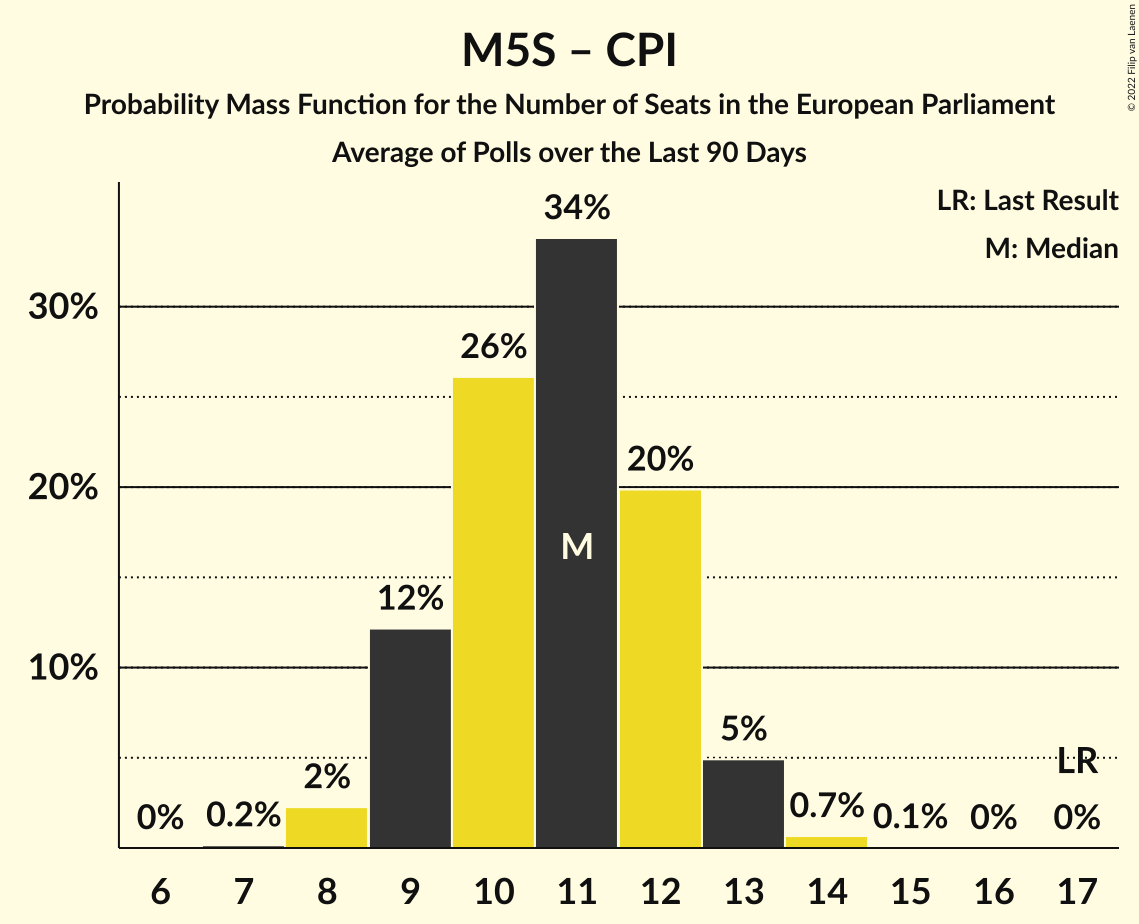 M5S – CPI
Probability Mass Function for the Number of Seats in the European Parliament
Average of Polls over the Last 90 Days
© 2022 Filip van Laenen
LR: Last Result
M: Median
34%
30%
26%
20%
20%
M
12%
10%
5%
LR
2%
0%
0.2%
0.7%
0.1%
0%
0%
6 7 8 9 10 11 12 13 14 15 16 17